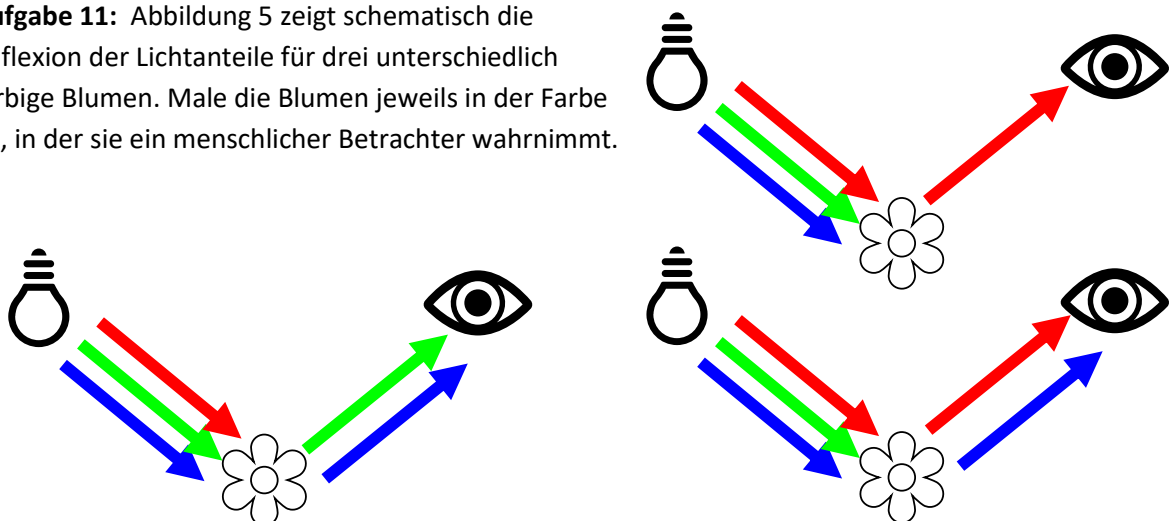 ufgabe 11: Abbildung 5 zeigt schematisch die
flexion der Lichtanteile für drei unterschiedlich
rbige Blumen. Male die Blumen jeweils in der Farbe
, in der sie ein menschlicher Betrachter wahrnimmt.